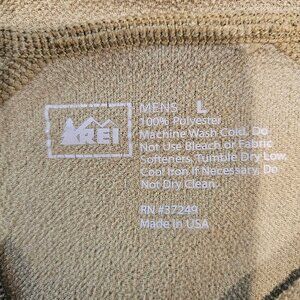 REI
MENS L
100% Polyester
Machine Wash Cold, Do
Not Use Bleach or Fabric
Softeners, Tumble Dry Low,
Cool Iron If Necessary, Do
Not Dry Clean.
RN #37249
Made in USA